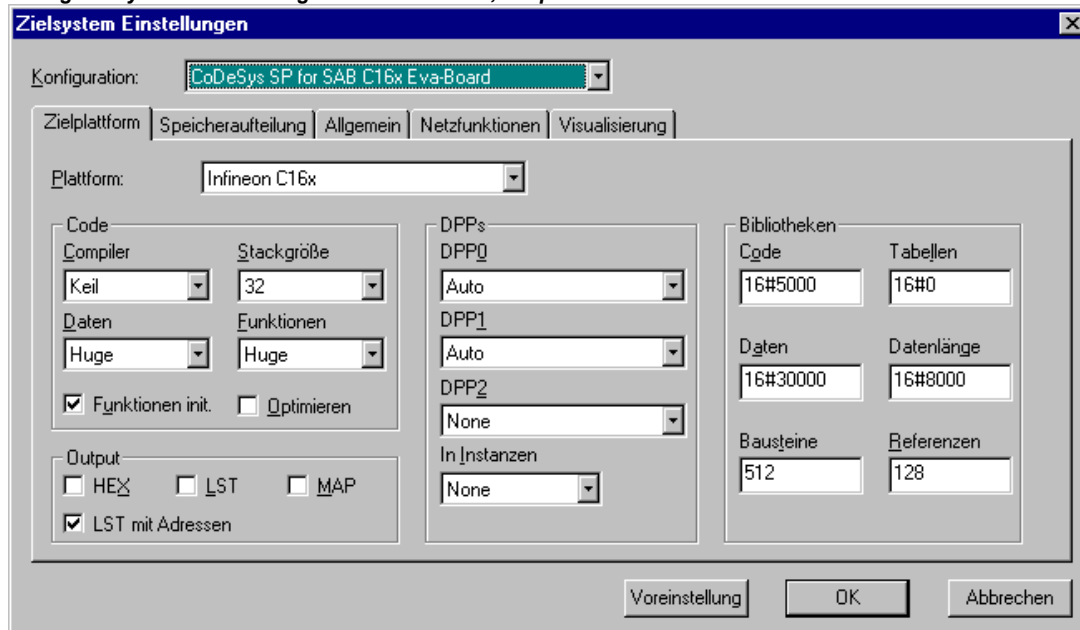 Zielsystem Einstellungen
Konfiguration: CoDeSys SP for SAB C16x Eva-Board
Zielplattform Speicheraufteilung Allgemein Netzfunktionen Visualisierung
Plattform: Infineon C16x
Code
Compiler Stackgröße
Keil 32
Daten Funktionen
Huge Huge
Funktionen init. Optimieren
Output
HEX LST MAP
LST mit Adressen
DPPs
DPP0
Auto
DPP1
Auto
DPP2
None
In Instanzen
None
Bibliotheken
Code Tabellen
16#5000 16#0
Daten Datenlänge
16#30000 16#8000
Bausteine Referenzen
512 128
Voreinstellung OK Abbrechen